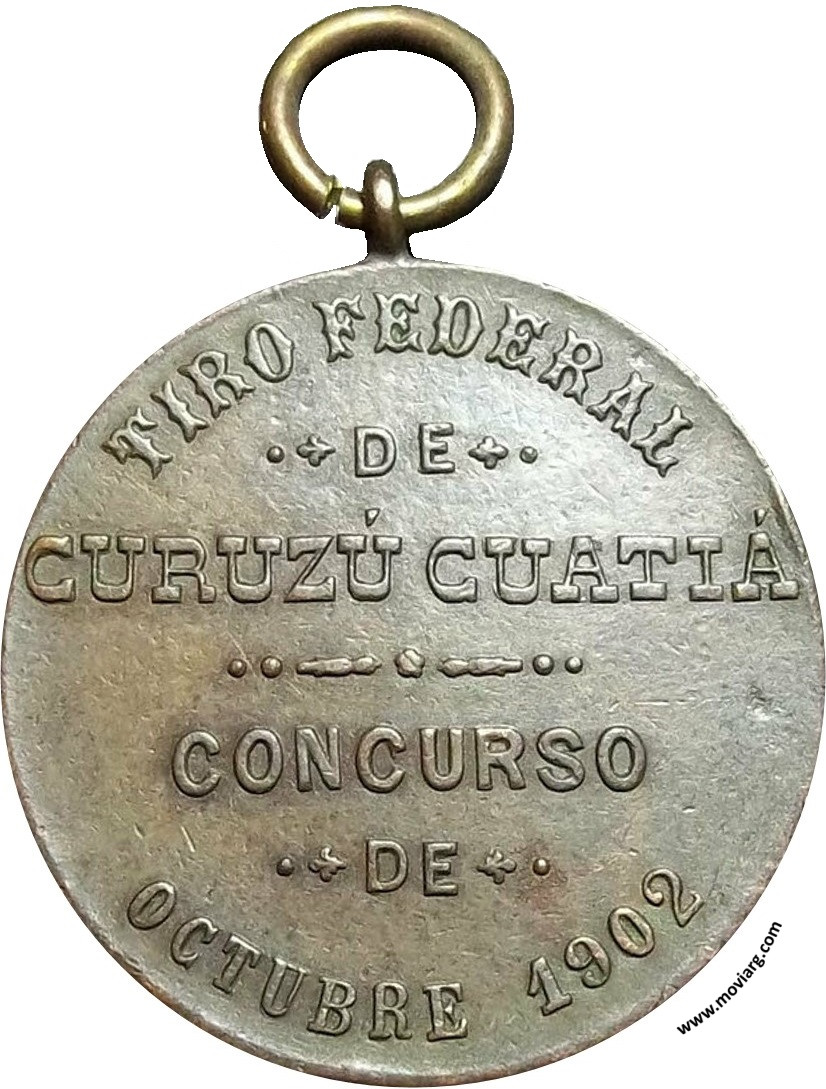 TIRO FEDERAL
DE
CURUZÚ CUATIÁ
CONCURSO
DE
OCTUBRE 1902
www.moviarg.com